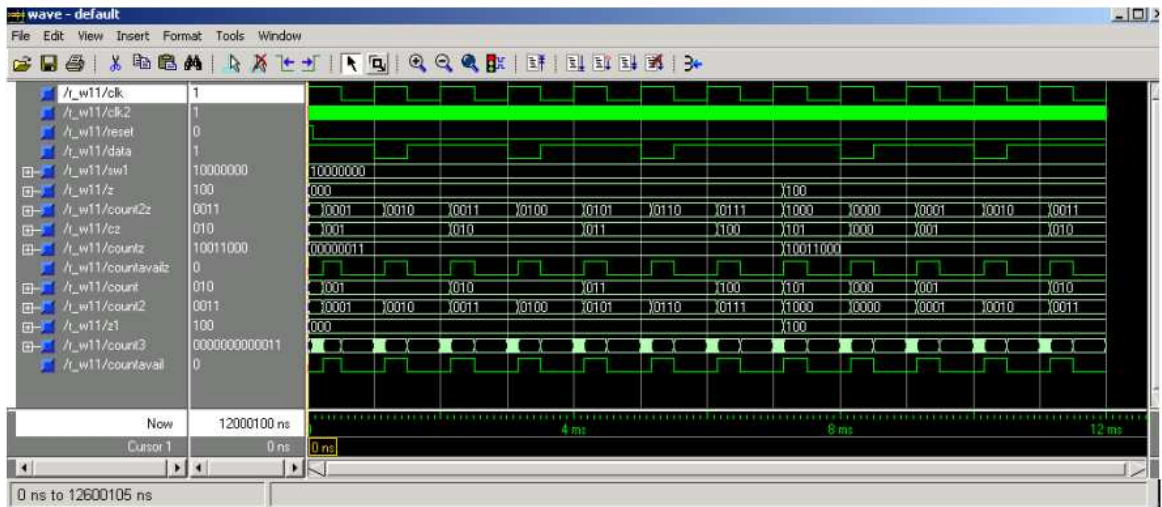 wave - default
File Edit View Insert Format Tools Window
/r_w11/clk 1
/r_w11/clk2 1
/r_w11/reset 0
/r_w11/data 1
/r_w11/sw1 10000000 10000000
/r_w11/z 100 000 100
/r_w11/count2z 0011 0001 0010 0011 0100 0101 0110 0111 1000 0000 0001 0010 0011
/r_w11/cz 010 001 010 011 100 101 000 001 010
/r_w11/countz 10011000 00000011 10011000
/r_w11/countavailz 0
/r_w11/count 010 001 010 011 100 101 000 001 010
/r_w11/count2 0011 0001 0010 0011 0100 0101 0110 0111 1000 0000 0001 0010 0011
/r_w11/z1 100 000 100
/r_w11/count3 0000000000011
/r_w11/countavail 0
Now 12000100 ns 4 ms 8 ms 12 ms
Cursor 1 0 ns 0 ns
0 ns to 12600105 ns